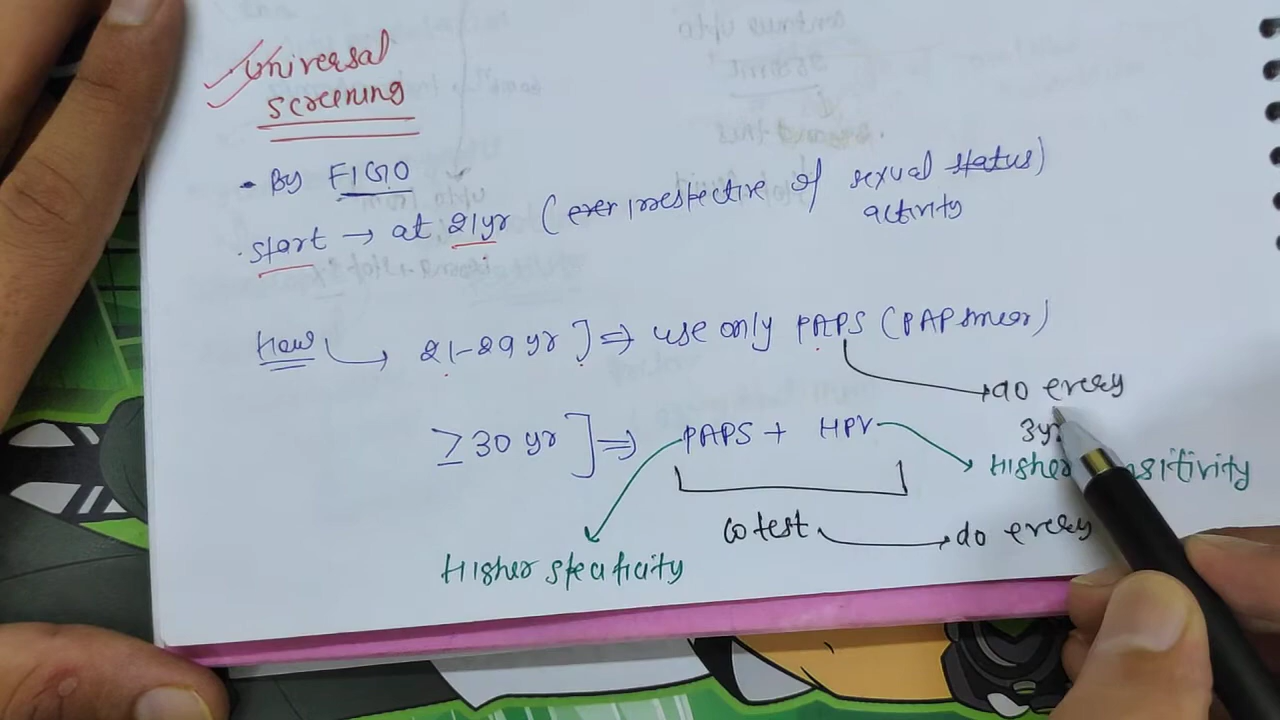 Universal
screening
• By FIGO
• start → at 21yr (ever irrespective of sexual status)
activity
How → 21-29 yr ] ⇒ use only PAPS (PAP smear)
do every
3yr
≥ 30 yr ] ⇒ PAPS + HPV
Higher sensitivity
cotest → do every
Higher specificity